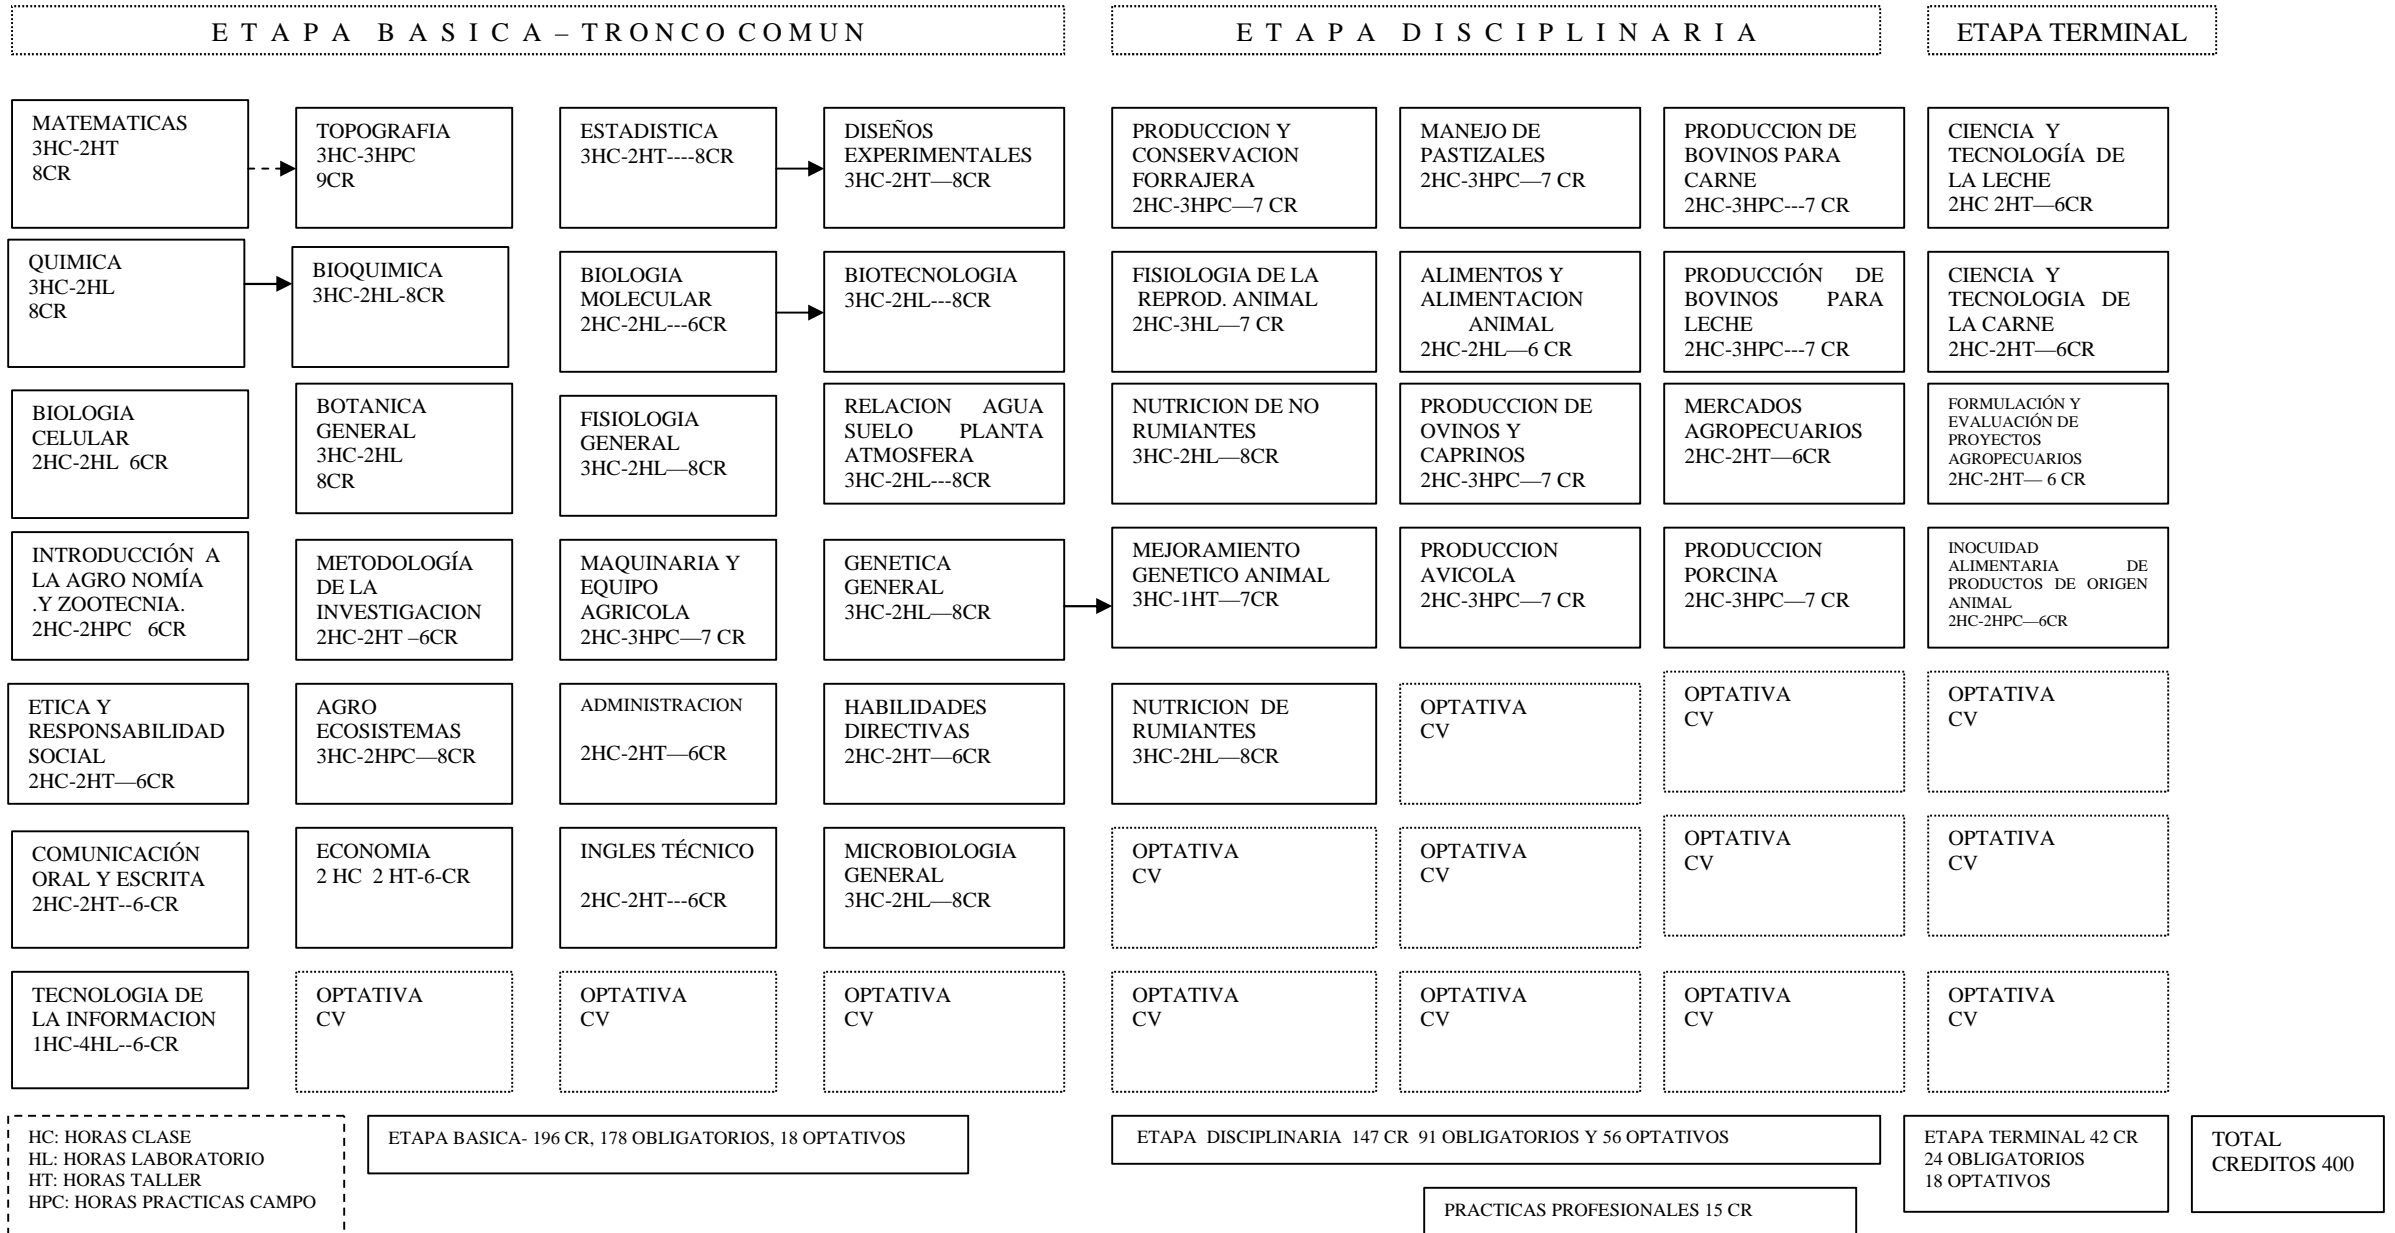 E T A P A B A S I C A – T R O N C O C O M U N
E T A P A D I S C I P L I N A R I A
ETAPA TERMINAL
MATEMATICAS
3HC-2HT
8CR
TOPOGRAFIA
3HC-3HPC
9CR
ESTADISTICA
3HC-2HT----8CR
DISEÑOS
EXPERIMENTALES
3HC-2HT—8CR
PRODUCCION Y
CONSERVACION
FORRAJERA
2HC-3HPC—7 CR
MANEJO DE
PASTIZALES
2HC-3HPC—7 CR
PRODUCCION DE
BOVINOS PARA
CARNE
2HC-3HPC---7 CR
CIENCIA Y
TECNOLOGÍA DE
LA LECHE
2HC 2HT—6CR
QUIMICA
3HC-2HL
8CR
BIOQUIMICA
3HC-2HL-8CR
BIOLOGIA
MOLECULAR
2HC-2HL---6CR
BIOTECNOLOGIA
3HC-2HL---8CR
FISIOLOGIA DE LA
REPROD. ANIMAL
2HC-3HL—7 CR
ALIMENTOS Y
ALIMENTACION
ANIMAL
2HC-2HL—6 CR
PRODUCCIÓN DE
BOVINOS PARA
LECHE
2HC-3HPC---7 CR
CIENCIA Y
TECNOLOGIA DE
LA CARNE
2HC-2HT—6CR
BIOLOGIA
CELULAR
2HC-2HL 6CR
BOTANICA
GENERAL
3HC-2HL
8CR
FISIOLOGIA
GENERAL
3HC-2HL—8CR
RELACION AGUA
SUELO PLANTA
ATMOSFERA
3HC-2HL---8CR
NUTRICION DE NO
RUMIANTES
3HC-2HL—8CR
PRODUCCION DE
OVINOS Y
CAPRINOS
2HC-3HPC—7 CR
MERCADOS
AGROPECUARIOS
2HC-2HT—6CR
FORMULACIÓN Y
EVALUACIÓN DE
PROYECTOS
AGROPECUARIOS
2HC-2HT— 6 CR
INTRODUCCIÓN A
LA AGRO NOMÍA
.Y ZOOTECNIA.
2HC-2HPC 6CR
METODOLOGÍA
DE LA
INVESTIGACION
2HC-2HT –6CR
MAQUINARIA Y
EQUIPO
AGRICOLA
2HC-3HPC—7 CR
GENETICA
GENERAL
3HC-2HL—8CR
MEJORAMIENTO
GENETICO ANIMAL
3HC-1HT—7CR
PRODUCCION
AVICOLA
2HC-3HPC—7 CR
PRODUCCION
PORCINA
2HC-3HPC—7 CR
INOCUIDAD
ALIMENTARIA DE
PRODUCTOS DE ORIGEN
ANIMAL
2HC-2HPC—6CR
ETICA Y
RESPONSABILIDAD
SOCIAL
2HC-2HT—6CR
AGRO
ECOSISTEMAS
3HC-2HPC—8CR
ADMINISTRACION
2HC-2HT—6CR
HABILIDADES
DIRECTIVAS
2HC-2HT—6CR
NUTRICION DE
RUMIANTES
3HC-2HL—8CR
OPTATIVA
CV
OPTATIVA
CV
OPTATIVA
CV
COMUNICACIÓN
ORAL Y ESCRITA
2HC-2HT--6-CR
ECONOMIA
2 HC 2 HT-6-CR
INGLES TÉCNICO
2HC-2HT---6CR
MICROBIOLOGIA
GENERAL
3HC-2HL—8CR
OPTATIVA
CV
OPTATIVA
CV
OPTATIVA
CV
OPTATIVA
CV
TECNOLOGIA DE
LA INFORMACION
1HC-4HL--6-CR
OPTATIVA
CV
OPTATIVA
CV
OPTATIVA
CV
OPTATIVA
CV
OPTATIVA
CV
OPTATIVA
CV
OPTATIVA
CV
HC: HORAS CLASE
HL: HORAS LABORATORIO
HT: HORAS TALLER
HPC: HORAS PRACTICAS CAMPO
ETAPA BASICA- 196 CR, 178 OBLIGATORIOS, 18 OPTATIVOS
ETAPA DISCIPLINARIA 147 CR 91 OBLIGATORIOS Y 56 OPTATIVOS
PRACTICAS PROFESIONALES 15 CR
ETAPA TERMINAL 42 CR
24 OBLIGATORIOS
18 OPTATIVOS
TOTAL
CREDITOS 400